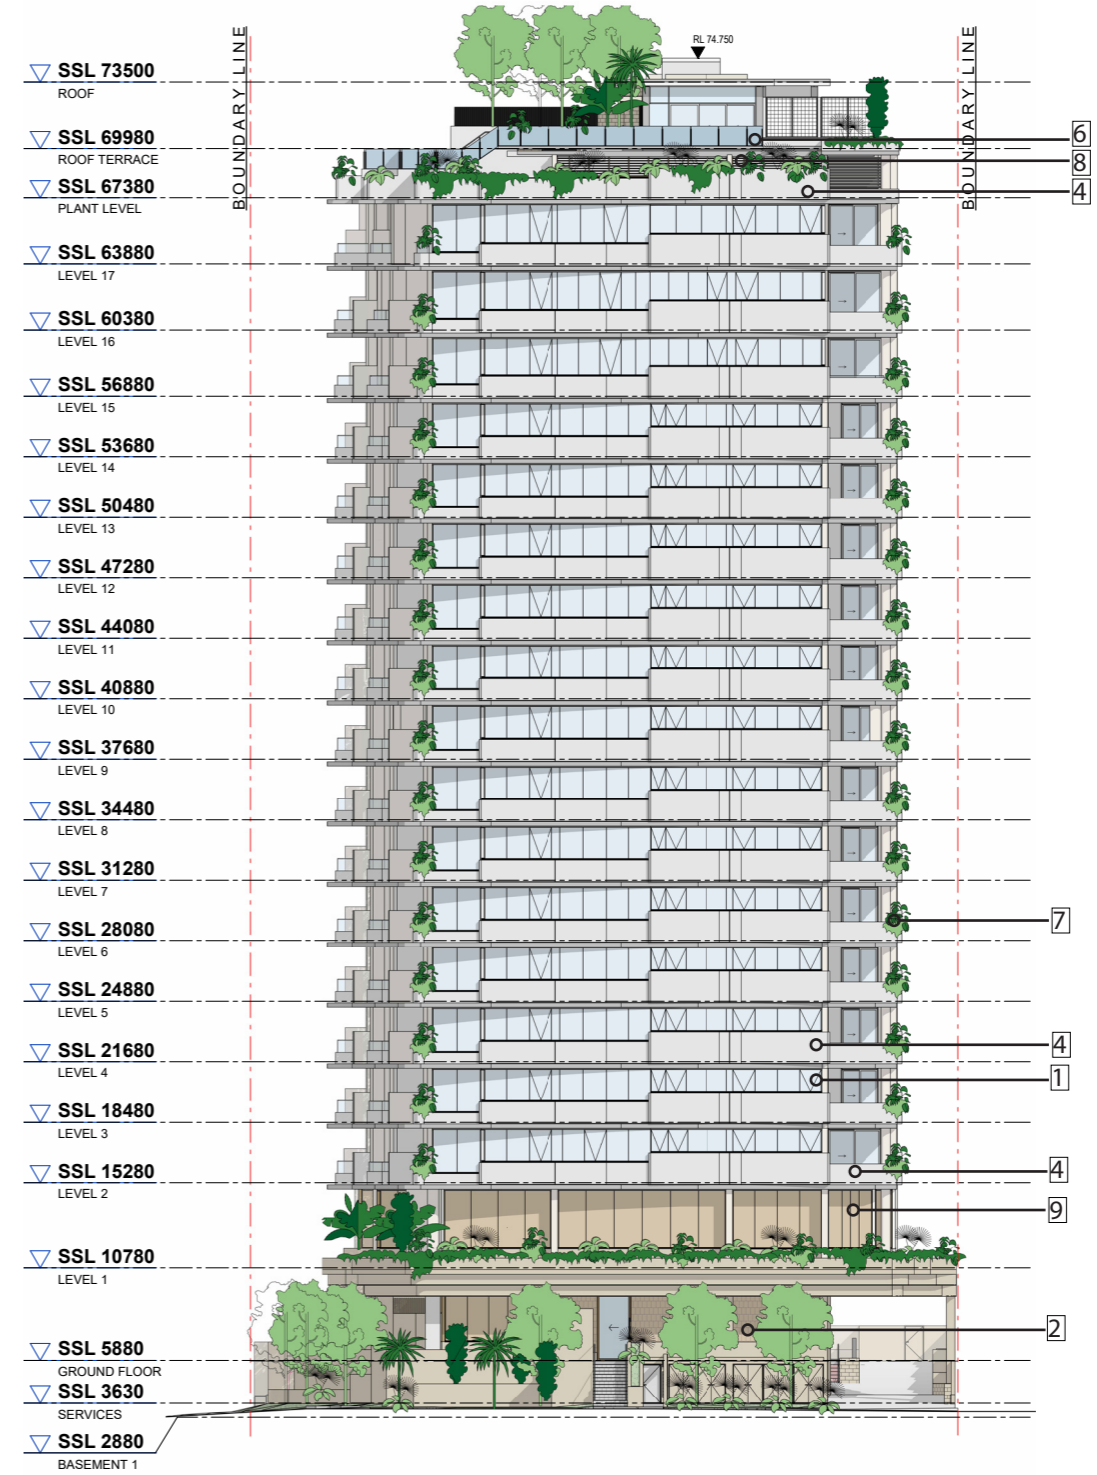 BOUNDARY LINE
BOUNDARY LINE
RL 74.750
SSL 73500
ROOF
SSL 69980
ROOF TERRACE
6
8
SSL 67380
PLANT LEVEL
4
SSL 63880
LEVEL 17
SSL 60380
LEVEL 16
SSL 56880
LEVEL 15
SSL 53680
LEVEL 14
SSL 50480
LEVEL 13
SSL 47280
LEVEL 12
SSL 44080
LEVEL 11
SSL 40880
LEVEL 10
SSL 37680
LEVEL 9
SSL 34480
LEVEL 8
SSL 31280
LEVEL 7
7
SSL 28080
LEVEL 6
SSL 24880
LEVEL 5
4
SSL 21680
LEVEL 4
1
SSL 18480
LEVEL 3
4
SSL 15280
LEVEL 2
9
SSL 10780
LEVEL 1
2
SSL 5880
GROUND FLOOR
SSL 3630
SERVICES
SSL 2880
BASEMENT 1